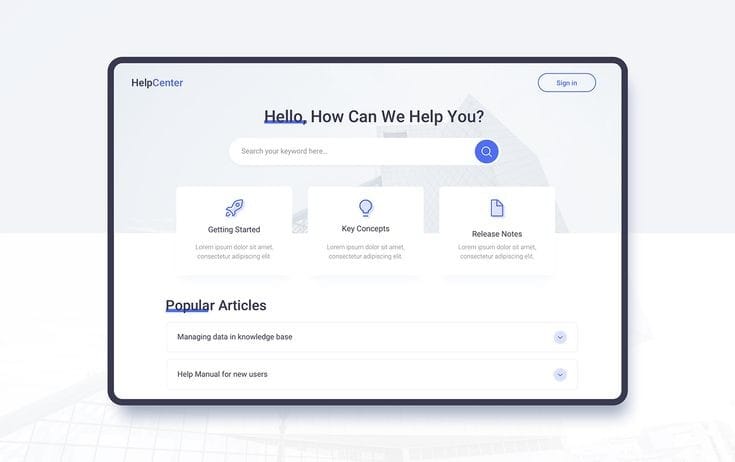 HelpCenter
Sign in
Hello, How Can We Help You?
Search your keyword here...
Getting Started
Lorem ipsum dolor sit amet,
consectetur adipiscing elit
Key Concepts
Lorem ipsum dolor sit amet,
consectetur adipiscing elit.
Release Notes
Lorem ipsum dolor sit amet,
consectetur adipiscing elit.
Popular Articles
Managing data in knowledge base
Help Manual for new users